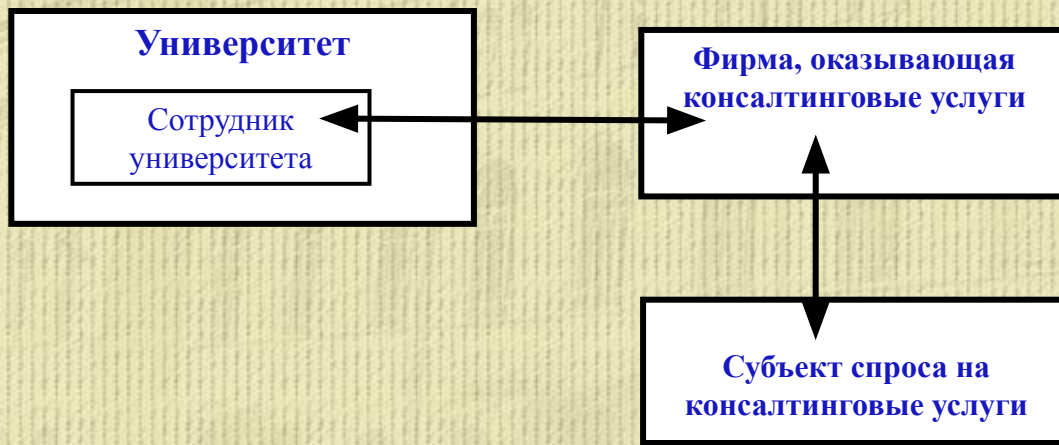 Университет
Сотрудник
университета
Фирма, оказывающая
консалтинговые услуги
Субъект спроса на
консалтинговые услуги